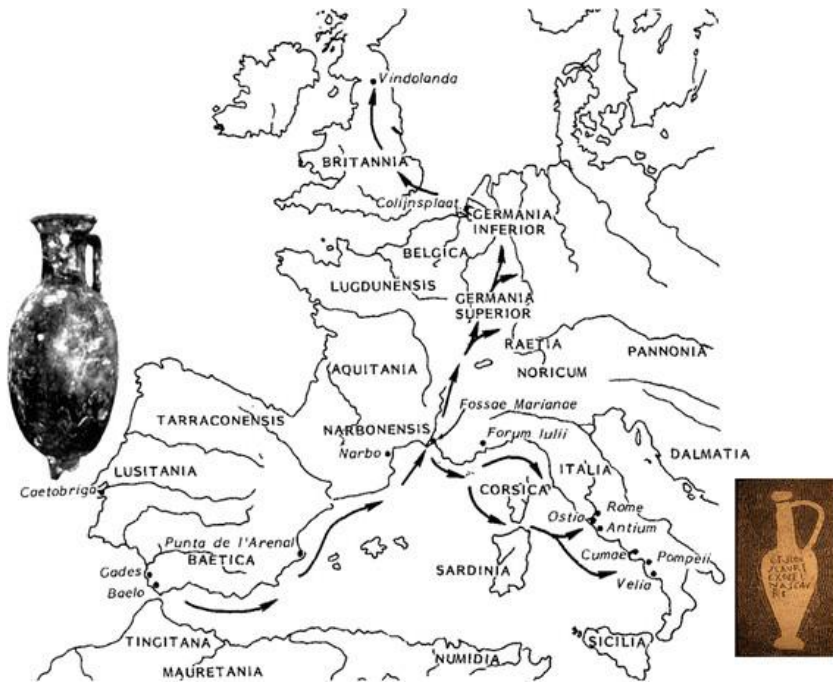 Vindolanda
BRITANNIA
Colijnsplaat
GERMANIA
INFERIOR
BELGICA
LUGDUNENSIS
GERMANIA
SUPERIOR
RAETIA
PANNONIA
NORICUM
AQUITANIA
Fossae Marianae
TARRACONENSIS
NARBONENSIS
Forum Iulii
Narbo
DALMATIA
LUSITANIA
ITALIA
Caetobriga
CORSICA
Rome
Ostia
Antium
Punta de l'Arenal
BAETICA
Cumae
Pompeii
Gades
SARDINIA
Velia
Baelo
TINGITANA
SICILIA
NUMIDIA
MAURETANIA
SCAVRI
NASCAV